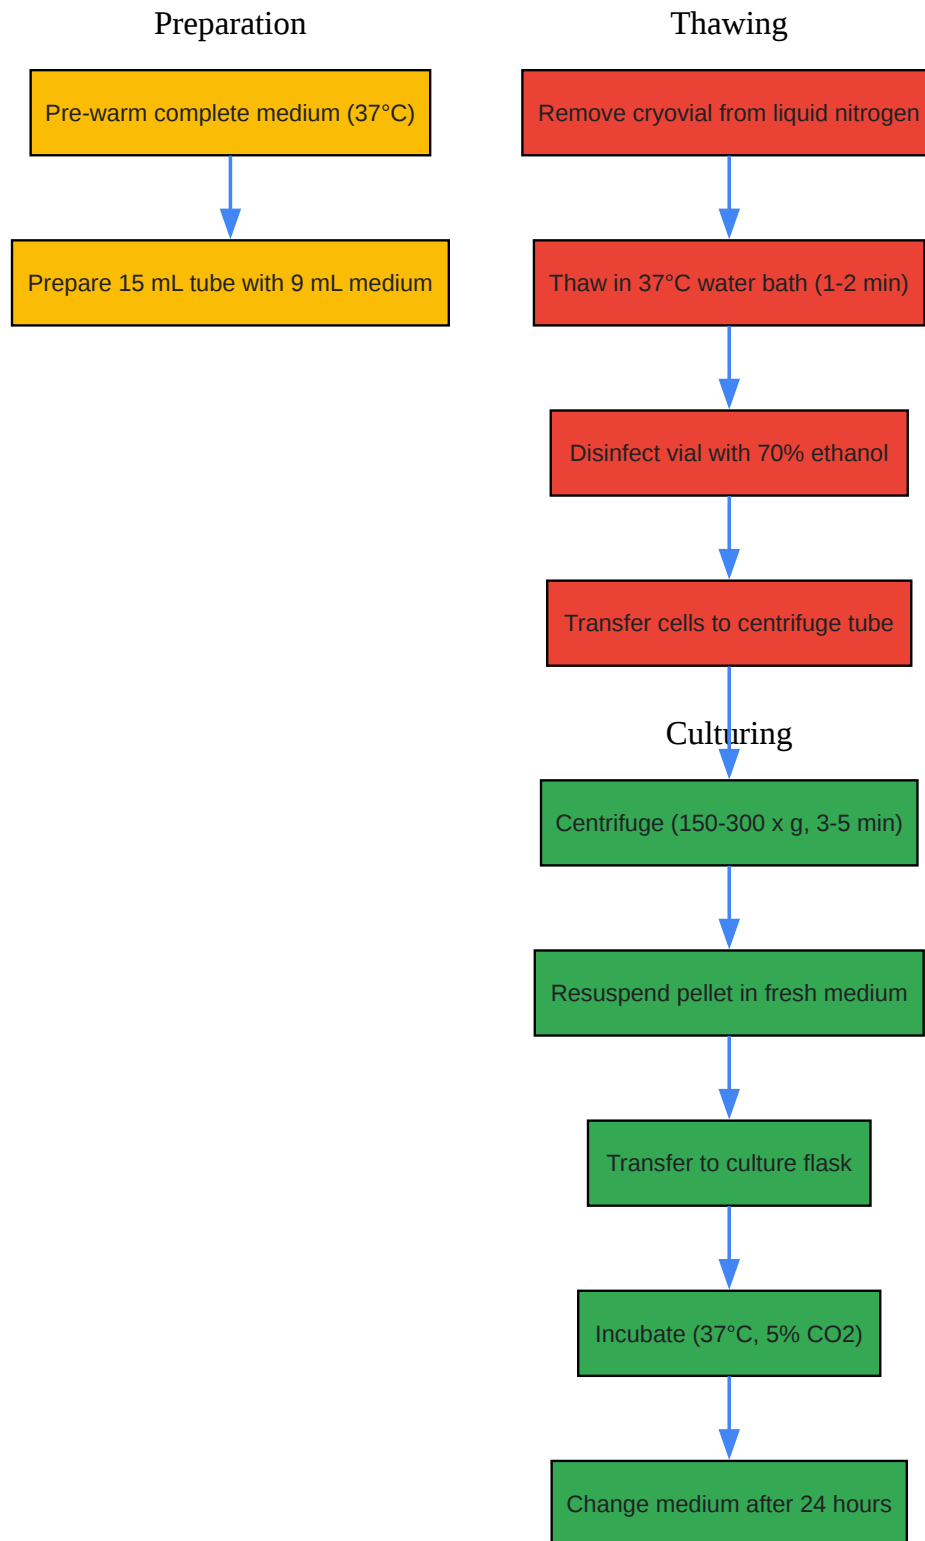 Preparation
Pre-warm complete medium (37°C)
Prepare 15 mL tube with 9 mL medium
Thawing
Remove cryovial from liquid nitrogen
Thaw in 37°C water bath (1-2 min)
Disinfect vial with 70% ethanol
Transfer cells to centrifuge tube
Culturing
Centrifuge (150-300 x g, 3-5 min)
Resuspend pellet in fresh medium
Transfer to culture flask
Incubate (37°C, 5% CO2)
Change medium after 24 hours